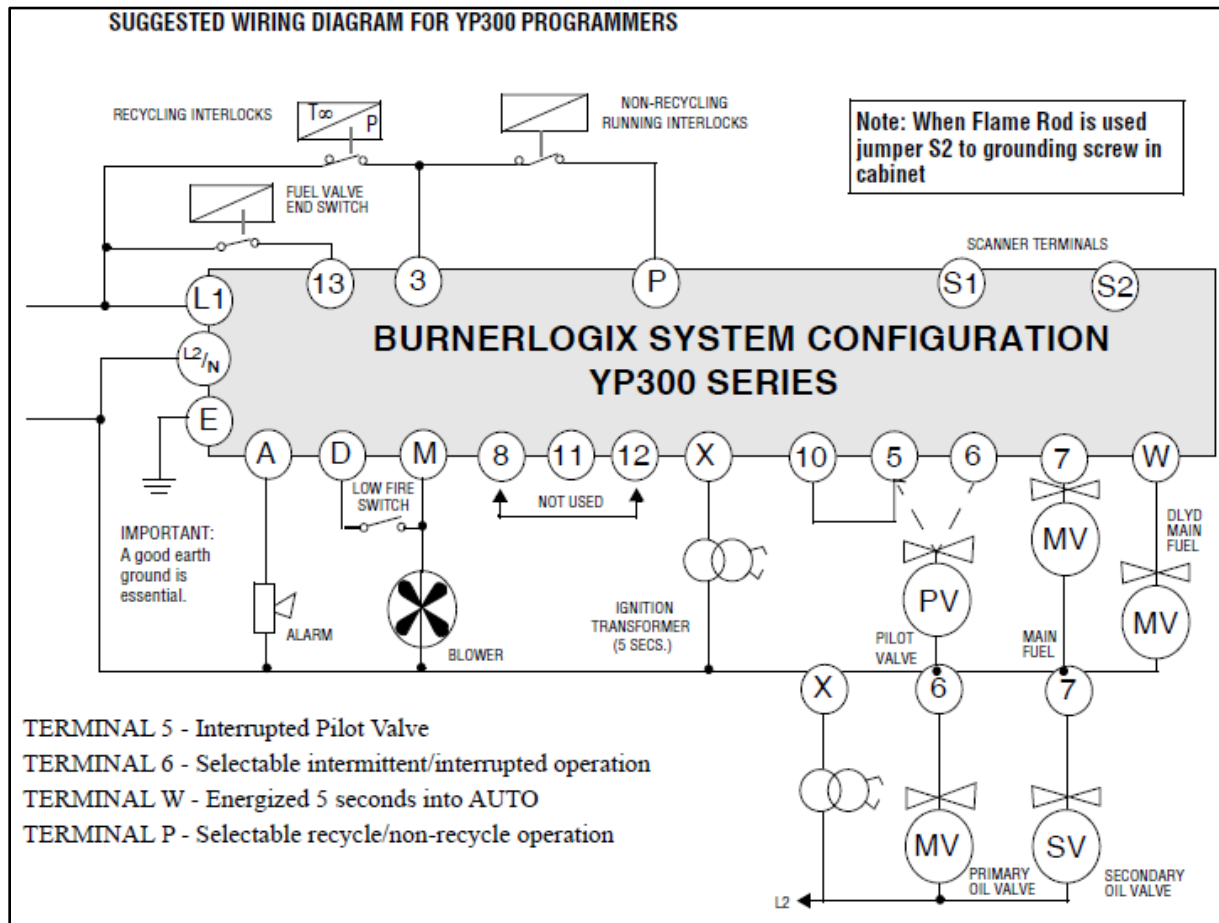 SUGGESTED WIRING DIAGRAM FOR YP300 PROGRAMMERS
RECYCLING INTERLOCKS
T∞
P
NON-RECYCLING
RUNNING INTERLOCKS
Note: When Flame Rod is used
jumper S2 to grounding screw in
cabinet
FUEL VALVE
END SWITCH
SCANNER TERMINALS
L1
13
3
P
S1
S2
L2/N
BURNERLOGIX SYSTEM CONFIGURATION
YP300 SERIES
E
A
D
M
8
11
12
X
10
5
6
7
W
LOW FIRE
SWITCH
NOT USED
IMPORTANT:
A good earth
ground is
essential.
DLYD
MAIN
FUEL
MV
PV
MV
ALARM
BLOWER
IGNITION
TRANSFORMER
(5 SECS.)
PILOT
VALVE
MAIN
FUEL
X
6
7
TERMINAL 5 - Interrupted Pilot Valve
TERMINAL 6 - Selectable intermittent/interrupted operation
TERMINAL W - Energized 5 seconds into AUTO
TERMINAL P - Selectable recycle/non-recycle operation
MV
SV
PRIMARY
OIL VALVE
SECONDARY
OIL VALVE
L2